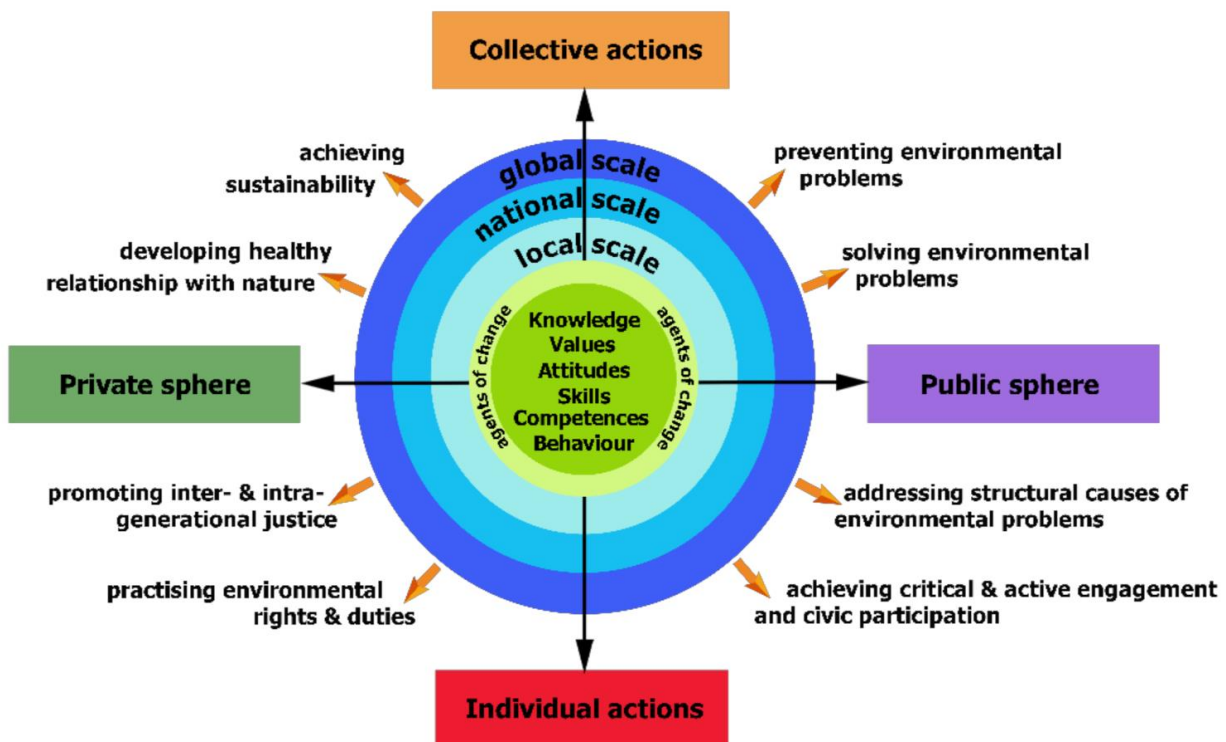 Collective actions
achieving
sustainability
preventing environmental
problems
global scale
national scale
local scale
developing healthy
relationship with nature
solving environmental
problems
agents of change
Knowledge
Values
Attitudes
Skills
Competences
Behaviour
agents of change
Private sphere
Public sphere
promoting inter- & intra-
generational justice
addressing structural causes of
environmental problems
practising environmental
rights & duties
achieving critical & active engagement
and civic participation
Individual actions